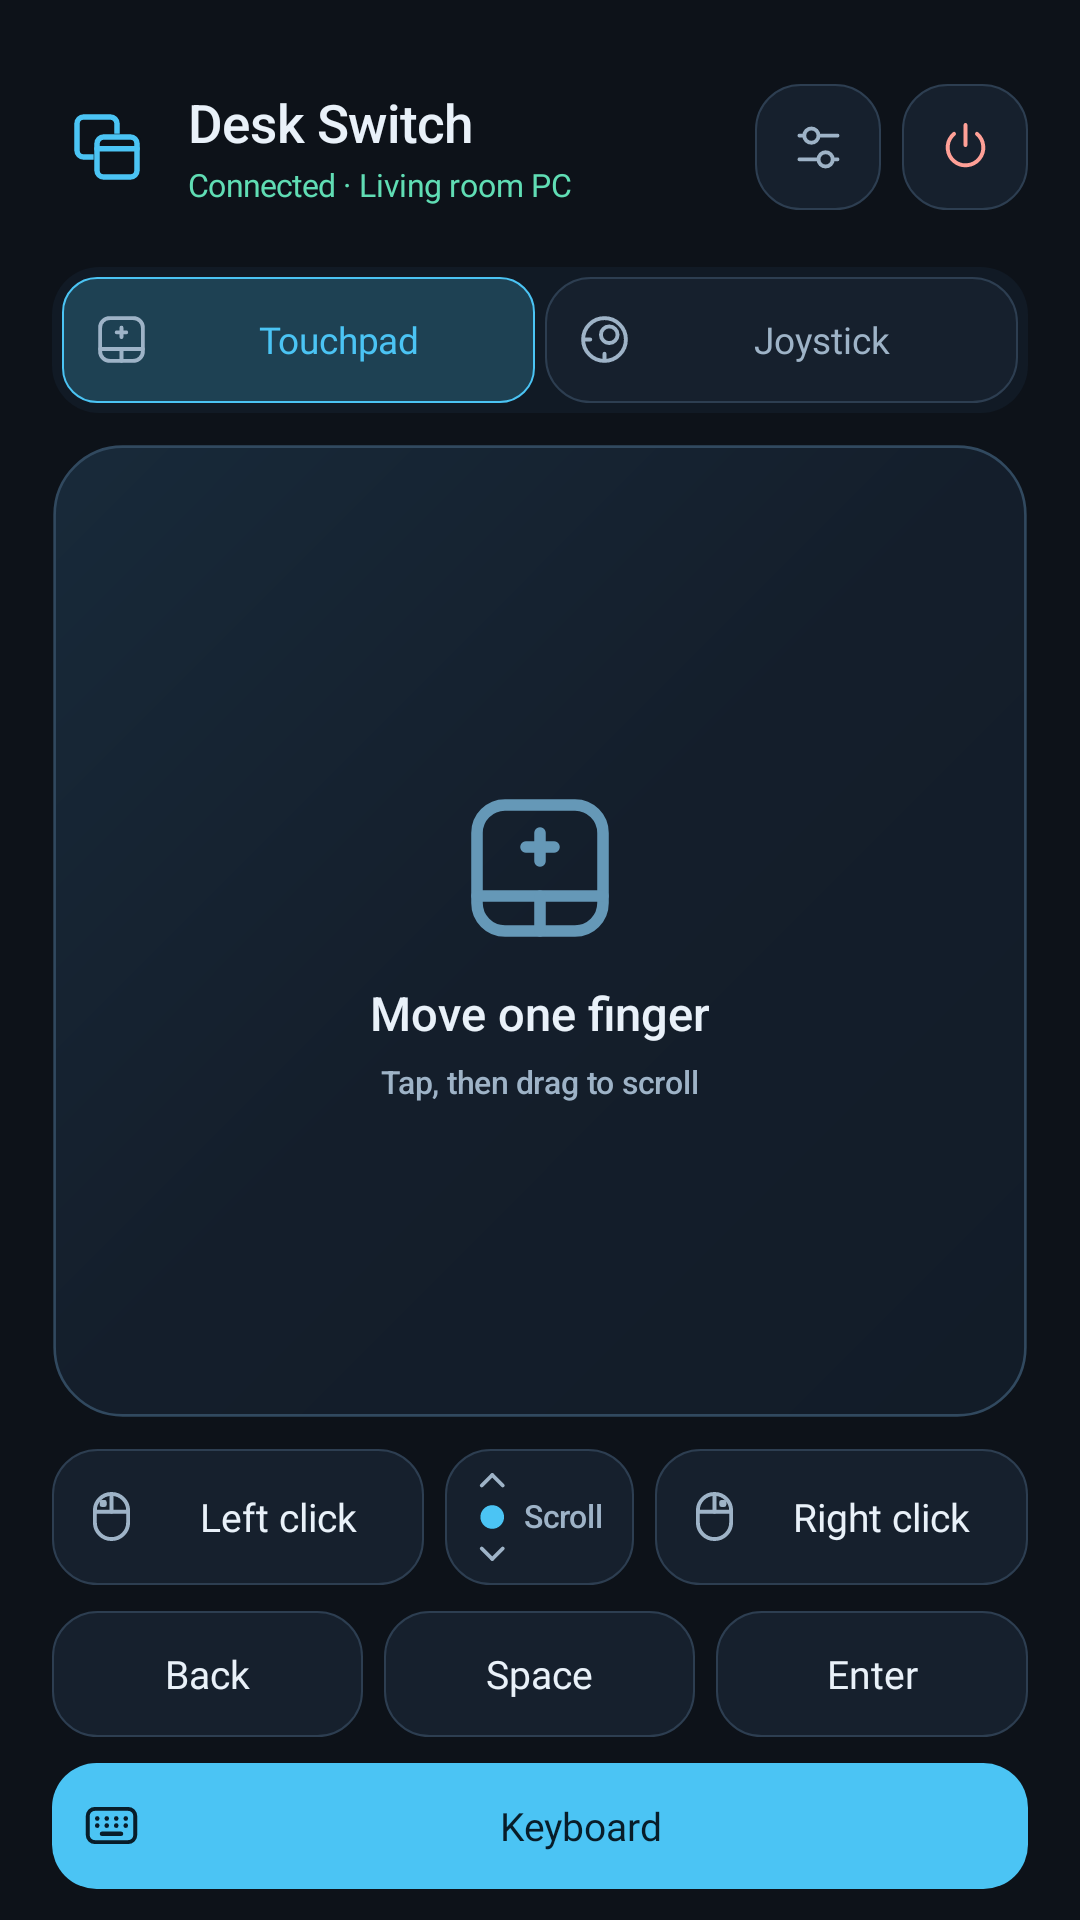 Desk Switch
Connected · Living room PC
Touchpad
Joystick
Move one finger
Tap, then drag to scroll
Left click
Scroll
Right click
Back
Space
Enter
Keyboard